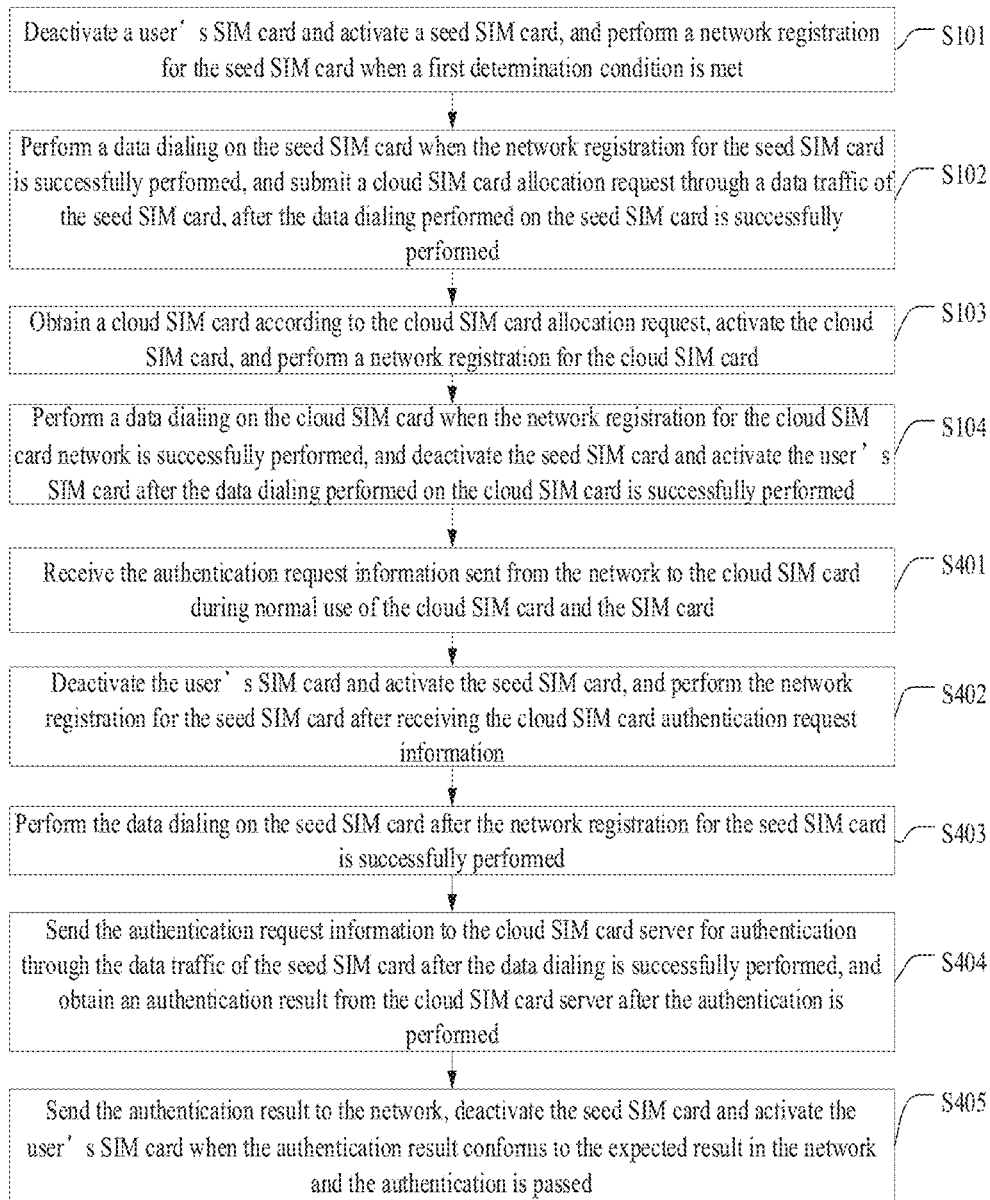 Deactivate a user's SIM card and activate a seed SIM card, and perform a network registration
for the seed SIM card when a first determination condition is met
S101
Perform a data dialing on the seed SIM card when the network registration for the seed SIM card
is successfully performed, and submit a cloud SIM card allocation request through a data traffic of
the seed SIM card, after the data dialing performed on the seed SIM card is successfully
performed
S102
Obtain a cloud SIM card according to the cloud SIM card allocation request, activate the cloud
SIM card, and perform a network registration for the cloud SIM card
S103
Perform a data dialing on the cloud SIM card when the network registration for the cloud SIM
card network is successfully performed, and deactivate the seed SIM card and activate the user's
SIM card after the data dialing performed on the cloud SIM card is successfully performed
S104
Receive the authentication request information sent from the network to the cloud SIM card
during normal use of the cloud SIM card and the SIM card
S401
Deactivate the user's SIM card and activate the seed SIM card, and perform the network
registration for the seed SIM card after receiving the cloud SIM card authentication request
information
S402
Perform the data dialing on the seed SIM card after the network registration for the seed SIM card
is successfully performed
S403
Send the authentication request information to the cloud SIM card server for authentication
through the data traffic of the seed SIM card after the data dialing is successfully performed, and
obtain an authentication result from the cloud SIM card server after the authentication is
performed
S404
Send the authentication result to the network, deactivate the seed SIM card and activate the
user's SIM card when the authentication result conforms to the expected result in the network
and the authentication is passed
S405